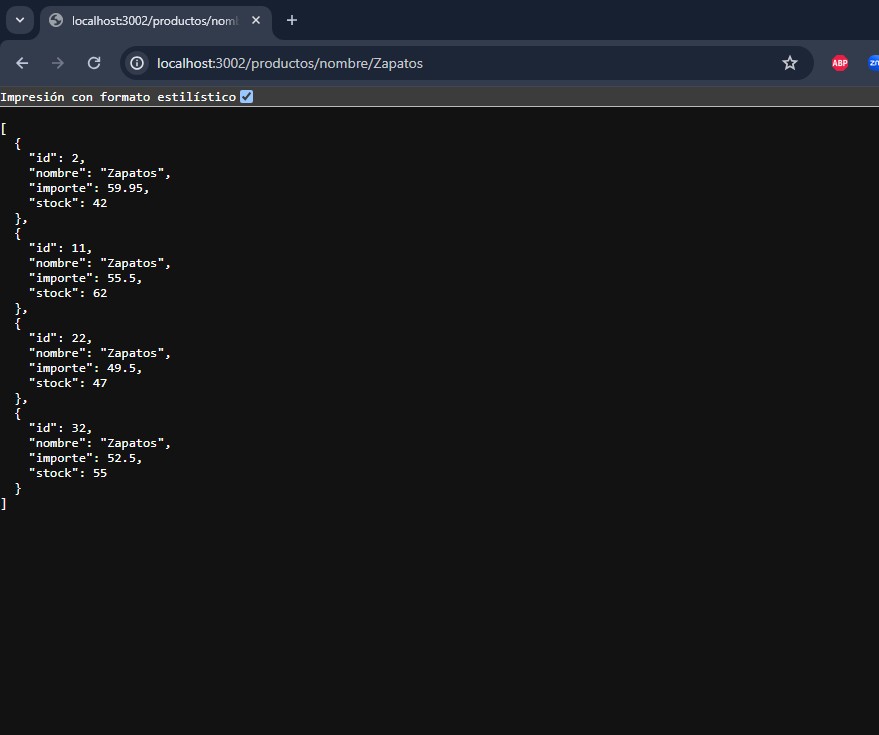 localhost:3002/productos/nom
localhost:3002/productos/nombre/Zapatos
ABP
Impresión con formato estilístico
[
  {
    "id": 2,
    "nombre": "Zapatos",
    "importe": 59.95,
    "stock": 42
  },
  {
    "id": 11,
    "nombre": "Zapatos",
    "importe": 55.5,
    "stock": 62
  },
  {
    "id": 22,
    "nombre": "Zapatos",
    "importe": 49.5,
    "stock": 47
  },
  {
    "id": 32,
    "nombre": "Zapatos",
    "importe": 52.5,
    "stock": 55
  }
]